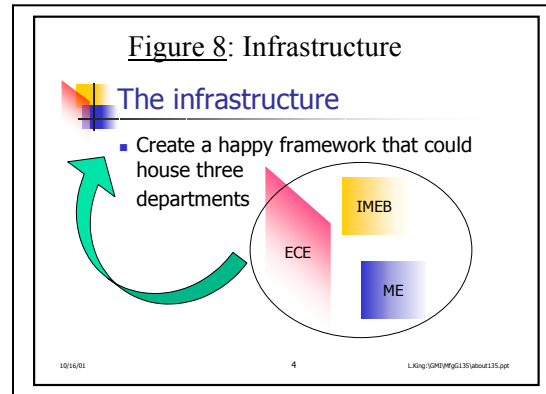 Figure 8: Infrastructure
The infrastructure
Create a happy framework that could
house three
departments
IMEB
ECE
ME
10/16/01
4
L.King:\GMI\MfgG135\about135.ppt